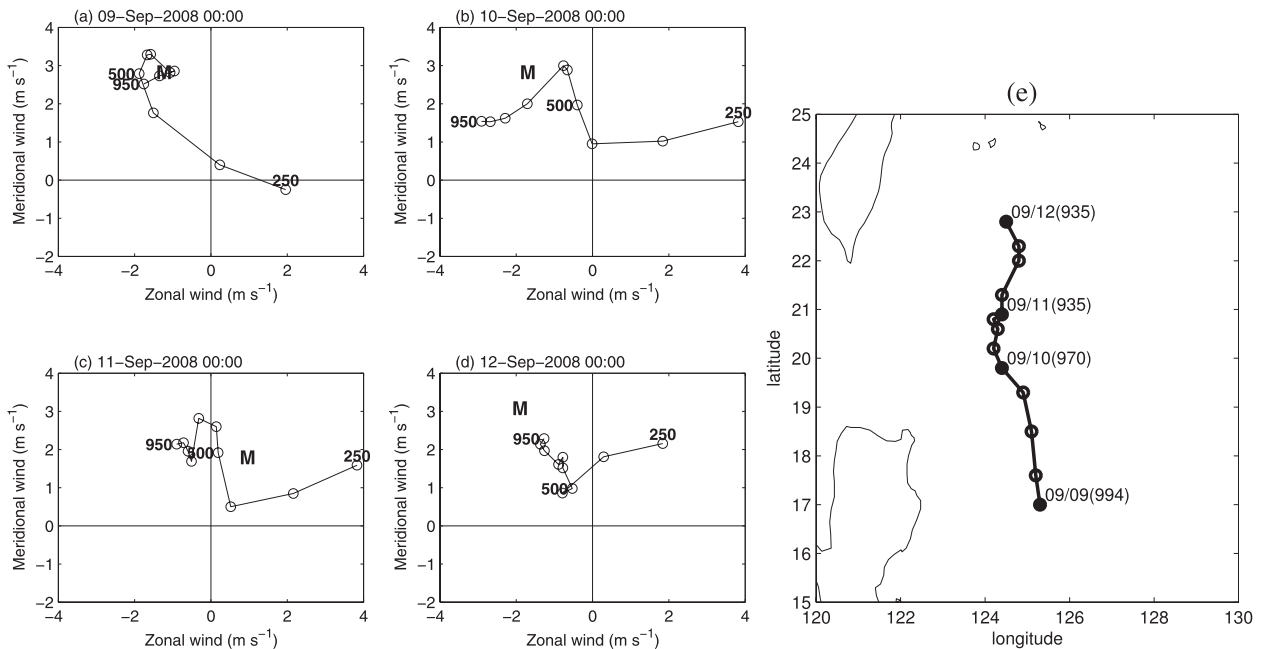 (a) 09−Sep−2008 00:00
4
3
2
1
0
−1
−2
Meridional wind (m s⁻¹)
500
950
M
250
−4 −2 0 2 4
Zonal wind (m s⁻¹)
(b) 10−Sep−2008 00:00
4
3
2
1
0
−1
−2
Meridional wind (m s⁻¹)
M
950
500
250
−4 −2 0 2 4
Zonal wind (m s⁻¹)
(c) 11−Sep−2008 00:00
4
3
2
1
0
−1
−2
Meridional wind (m s⁻¹)
950
500
M
250
−4 −2 0 2 4
Zonal wind (m s⁻¹)
(d) 12−Sep−2008 00:00
4
3
2
1
0
−1
−2
Meridional wind (m s⁻¹)
M
950
500
250
−4 −2 0 2 4
Zonal wind (m s⁻¹)
(e)
25
24
23
22
21
20
19
18
17
16
15
latitude
09/12(935)
09/11(935)
09/10(970)
09/09(994)
120 122 124 126 128 130
longitude